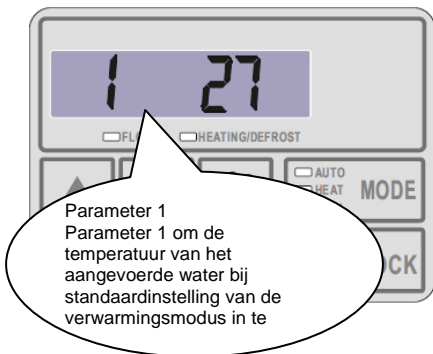 1 27
HEATING/DEFROST
AUTO
HEAT MODE
Parameter 1
Parameter 1 om de
temperatuur van het
aangevoerde water bij
standaardinstelling van de
verwarmingsmodus in te